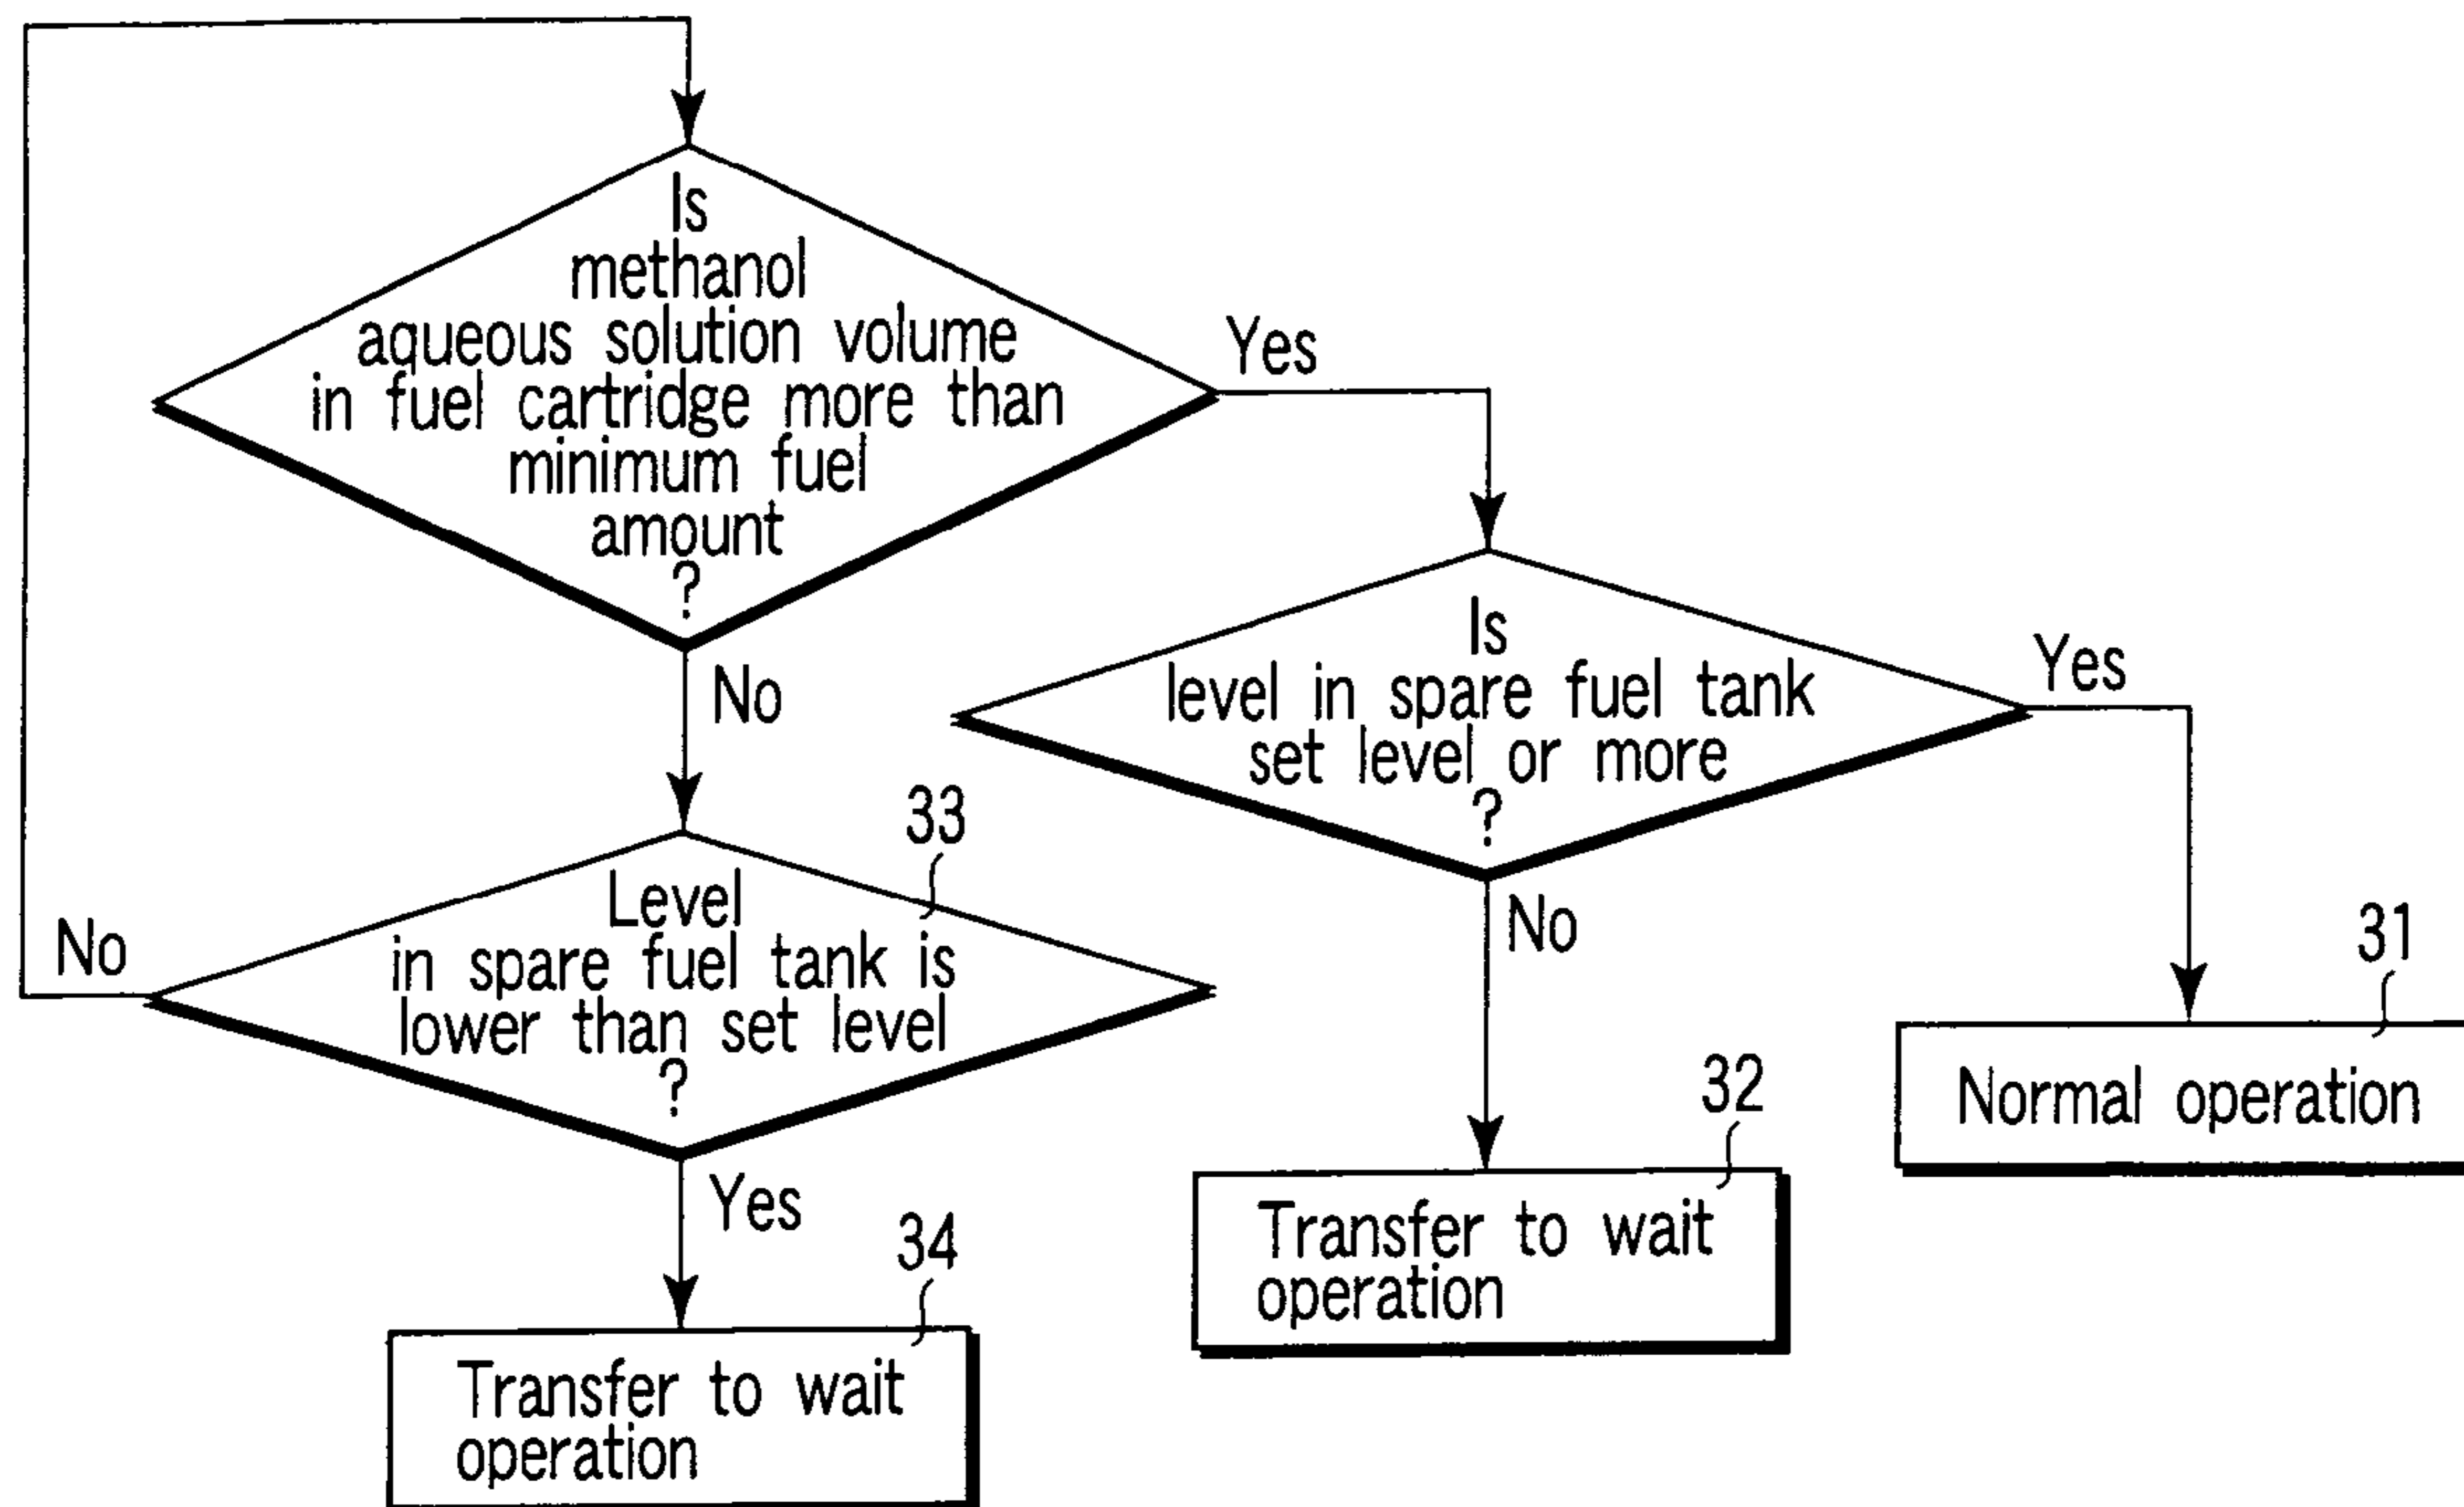 Is
methanol
aqueous solution volume
in fuel cartridge more than
minimum fuel
amount
?
Yes
No
Is
level in spare fuel tank
set level or more
?
Yes
No
33
Level
in spare fuel tank is
lower than set level
?
No
Yes
31
Normal operation
32
Transfer to wait
operation
34
Transfer to wait
operation